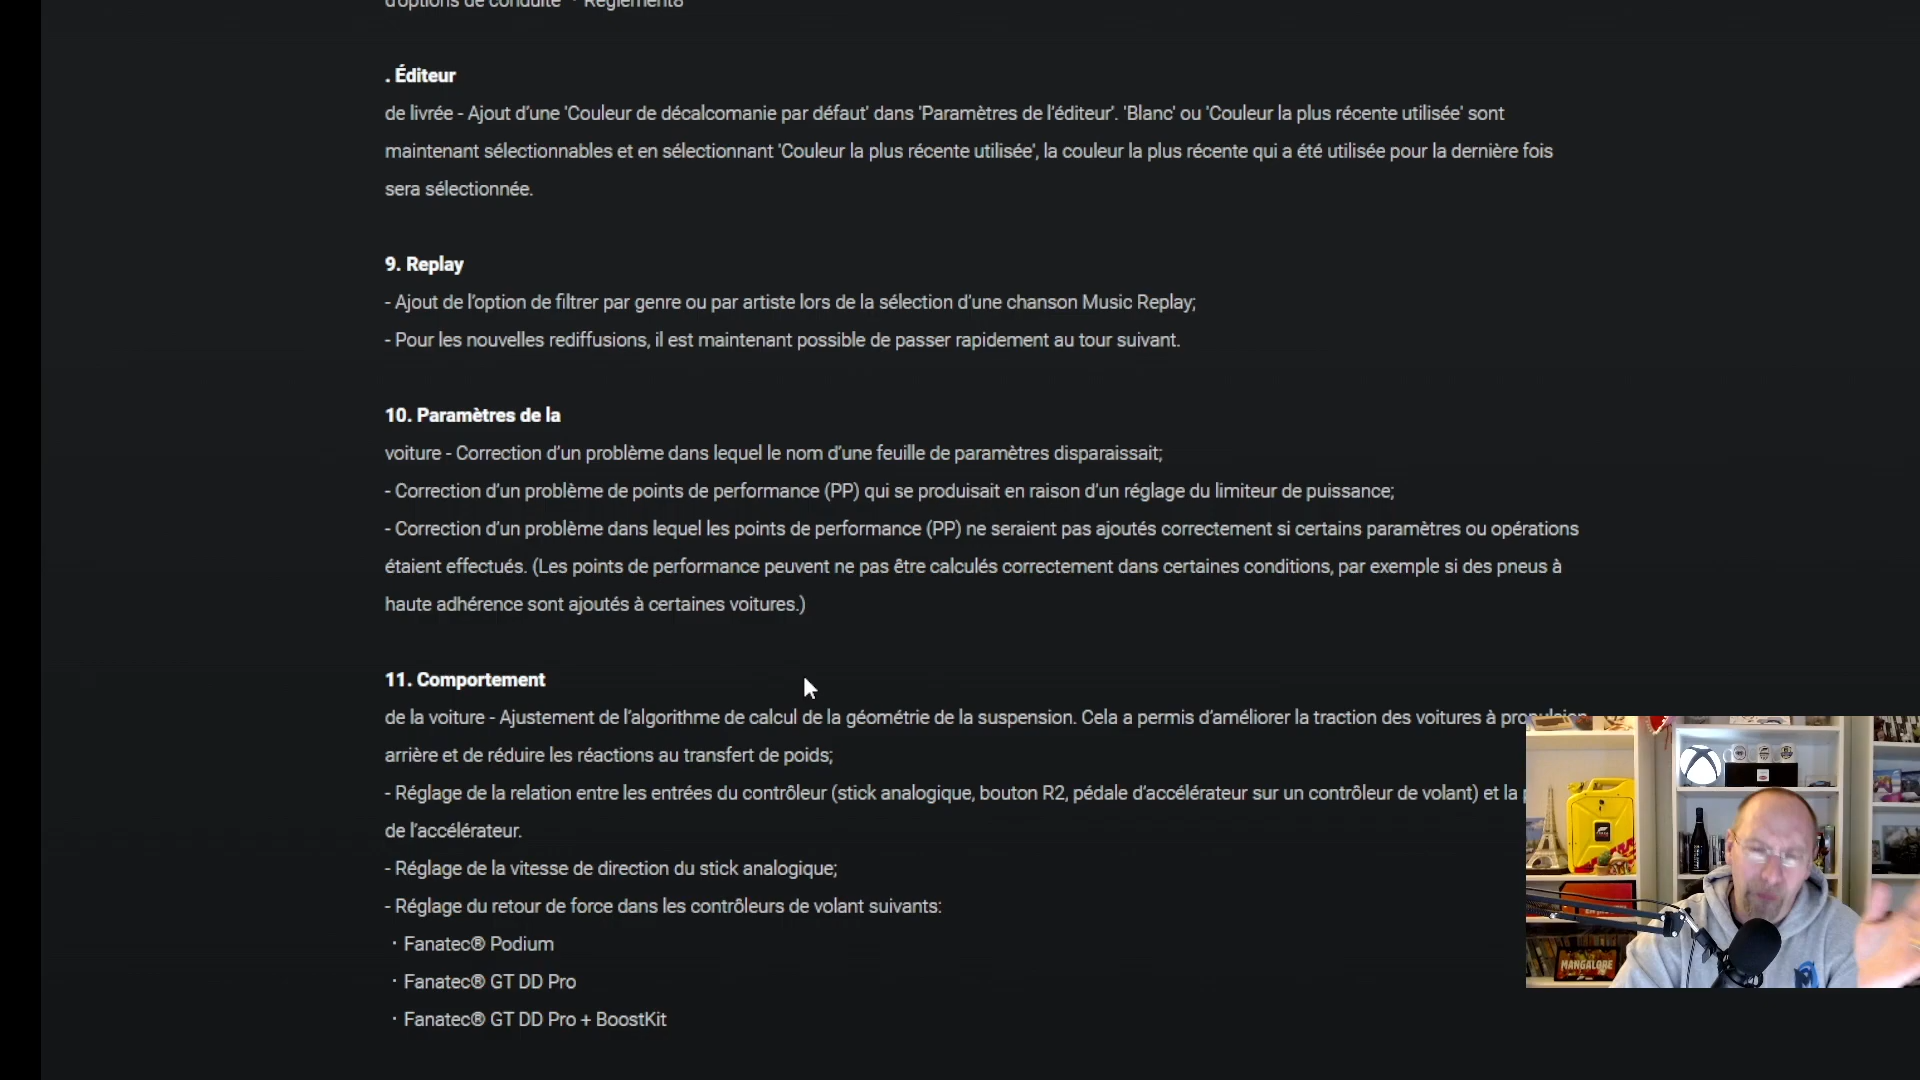 d'options de conduite ・ Règlement8
. Éditeur
de livrée - Ajout d’une 'Couleur de décalcomanie par défaut' dans 'Paramètres de l’éditeur'. 'Blanc' ou 'Couleur la plus récente utilisée' sont
maintenant sélectionnables et en sélectionnant 'Couleur la plus récente utilisée', la couleur la plus récente qui a été utilisée pour la dernière fois
sera sélectionnée.
9. Replay
- Ajout de l’option de filtrer par genre ou par artiste lors de la sélection d’une chanson Music Replay;
- Pour les nouvelles rediffusions, il est maintenant possible de passer rapidement au tour suivant.
10. Paramètres de la
voiture - Correction d’un problème dans lequel le nom d’une feuille de paramètres disparaissait;
- Correction d’un problème de points de performance (PP) qui se produisait en raison d’un réglage du limiteur de puissance;
- Correction d’un problème dans lequel les points de performance (PP) ne seraient pas ajoutés correctement si certains paramètres ou opérations
étaient effectués. (Les points de performance peuvent ne pas être calculés correctement dans certaines conditions, par exemple si des pneus à
haute adhérence sont ajoutés à certaines voitures.)
11. Comportement
de la voiture - Ajustement de l’algorithme de calcul de la géométrie de la suspension. Cela a permis d’améliorer la traction des voitures à propulsion
arrière et de réduire les réactions au transfert de poids;
- Réglage de la relation entre les entrées du contrôleur (stick analogique, bouton R2, pédale d’accélérateur sur un contrôleur de volant) et la
de l’accélérateur.
- Réglage de la vitesse de direction du stick analogique;
- Réglage du retour de force dans les contrôleurs de volant suivants:
・Fanatec® Podium
・Fanatec® GT DD Pro
・Fanatec® GT DD Pro + BoostKit
MANGALORE